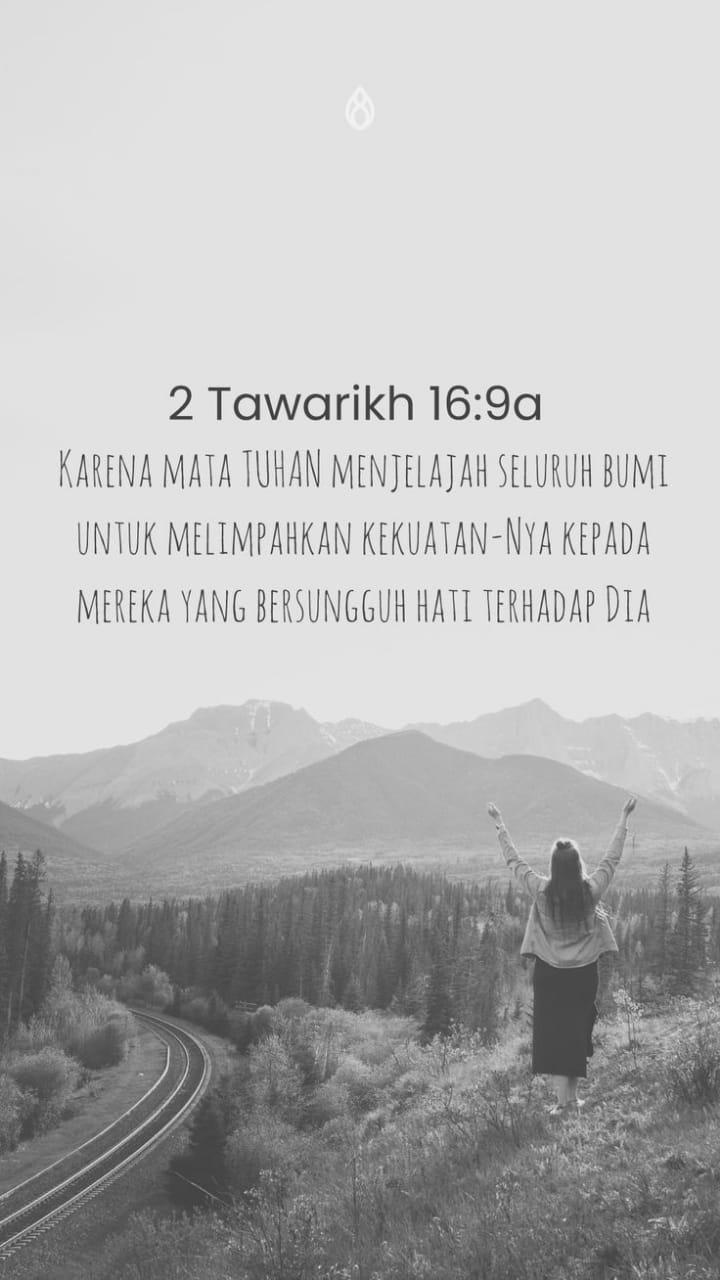 2 Tawarikh 16:9a
Karena mata TUHAN menjelajah seluruh bumi
untuk melimpahkan kekuatan-Nya kepada
mereka yang bersungguh hati terhadap Dia